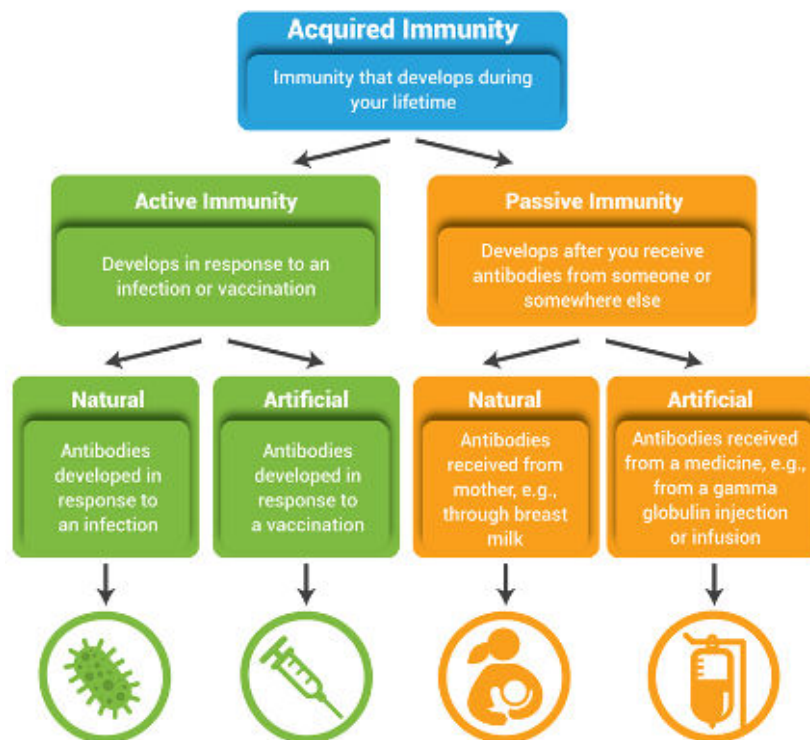 Acquired Immunity
Immunity that develops during
your lifetime
Active Immunity
Develops in response to an
infection or vaccination
Passive Immunity
Develops after you receive
antibodies from someone or
somewhere else
Natural
Antibodies
developed in
response to
an infection
Artificial
Antibodies
developed in
response to
a vaccination
Natural
Antibodies
received from
mother, e.g.,
through breast
milk
Artificial
Antibodies received
from a medicine, e.g.,
from a gamma
globulin injection
or infusion